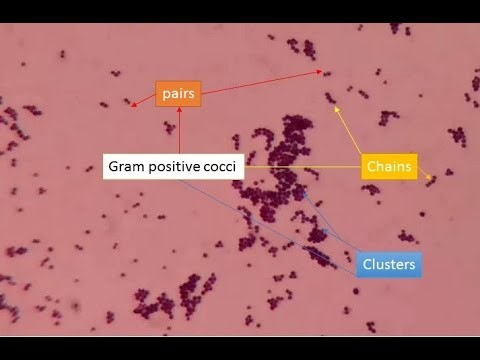 pairs
Gram positive cocci
Chains
Clusters